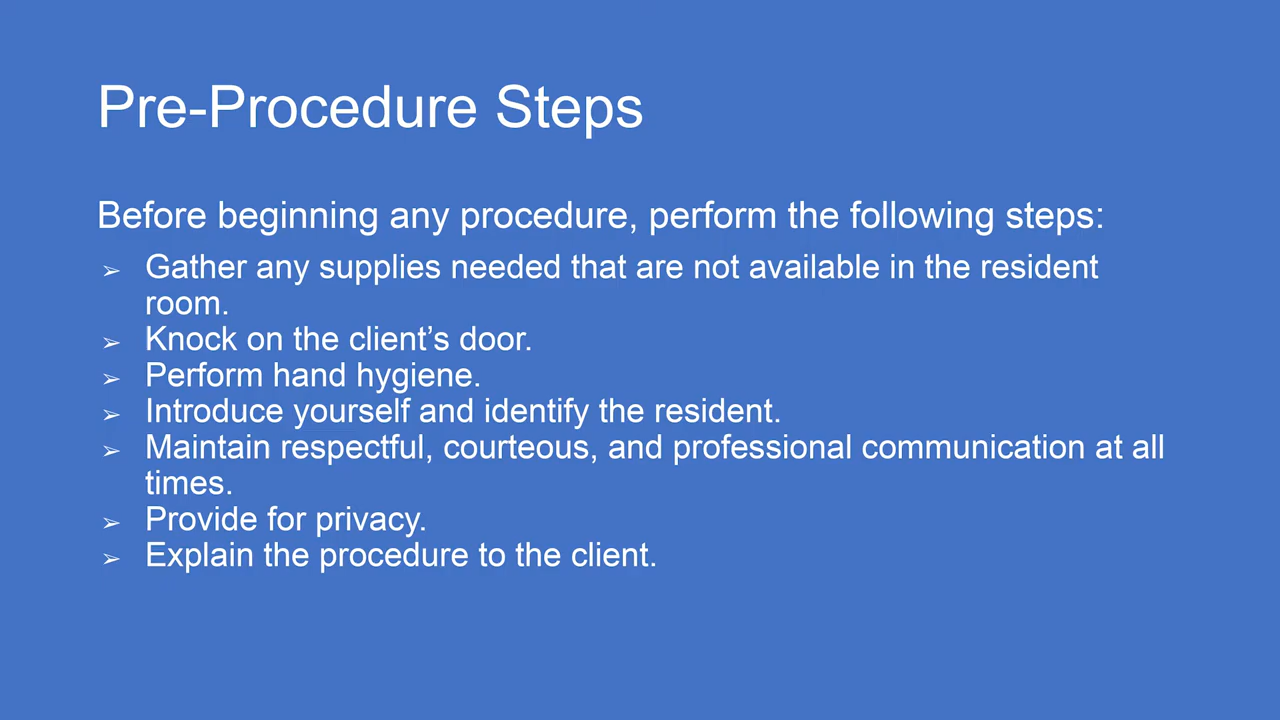 Pre-Procedure Steps
Before beginning any procedure, perform the following steps:
➢ Gather any supplies needed that are not available in the resident
room.
➢ Knock on the client’s door.
➢ Perform hand hygiene.
➢ Introduce yourself and identify the resident.
➢ Maintain respectful, courteous, and professional communication at all
times.
➢ Provide for privacy.
➢ Explain the procedure to the client.